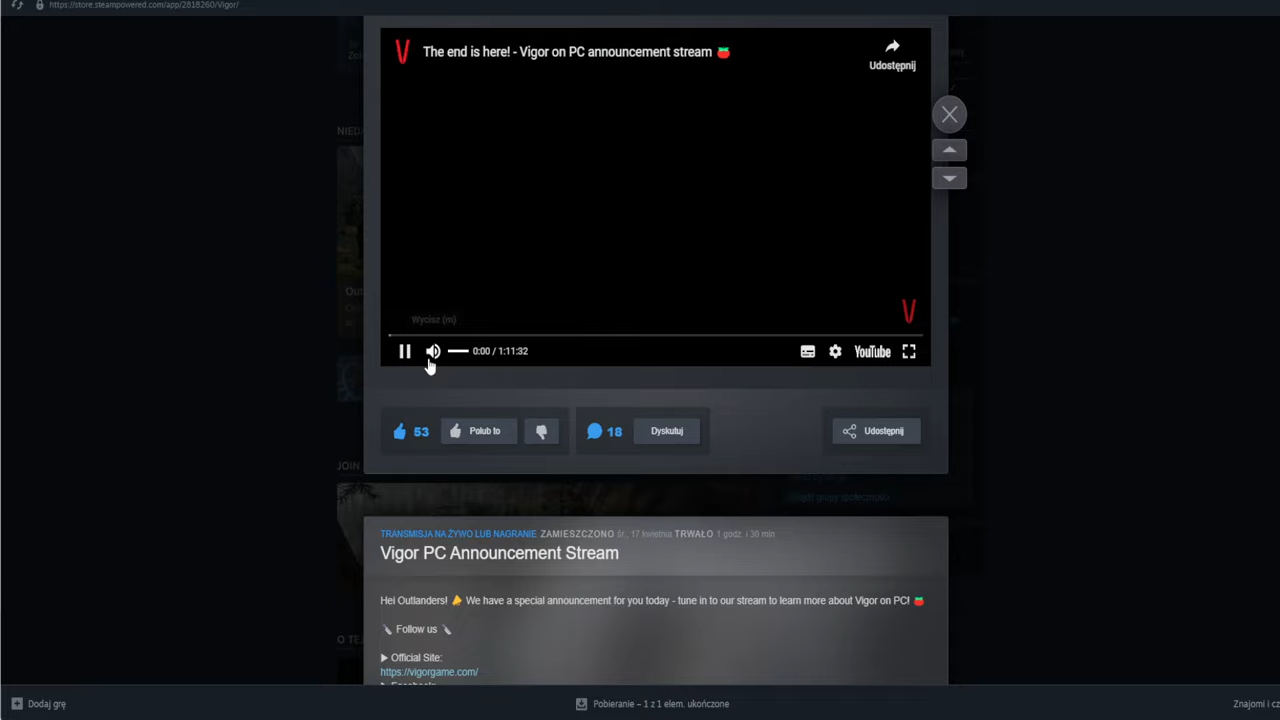 https://store.steampowered.com/app/2818260/Vigor/
The end is here! - Vigor on PC announcement stream 🍅
Udostępnij
NIED
Wycisz (m)
0:00 / 1:11:32
YouTube
53
Polub to
18
Dyskutuj
Udostępnij
JOIN
TRANSMISJA NA ŻYWO LUB NAGRANIE ZAMIESZCZONO śr., 17 kwietnia TRWAŁO 1 godz. i 30 min
Vigor PC Announcement Stream
Hei Outlanders! 📣 We have a special announcement for you today - tune in to our stream to learn more about Vigor on PC! 🍅
🔪 Follow us 🔪
O TE
▶ Official Site:
https://vigorgame.com/
Dodaj grę
Pobieranie – 1 z 1 elem. ukończone
Znajomi i cz